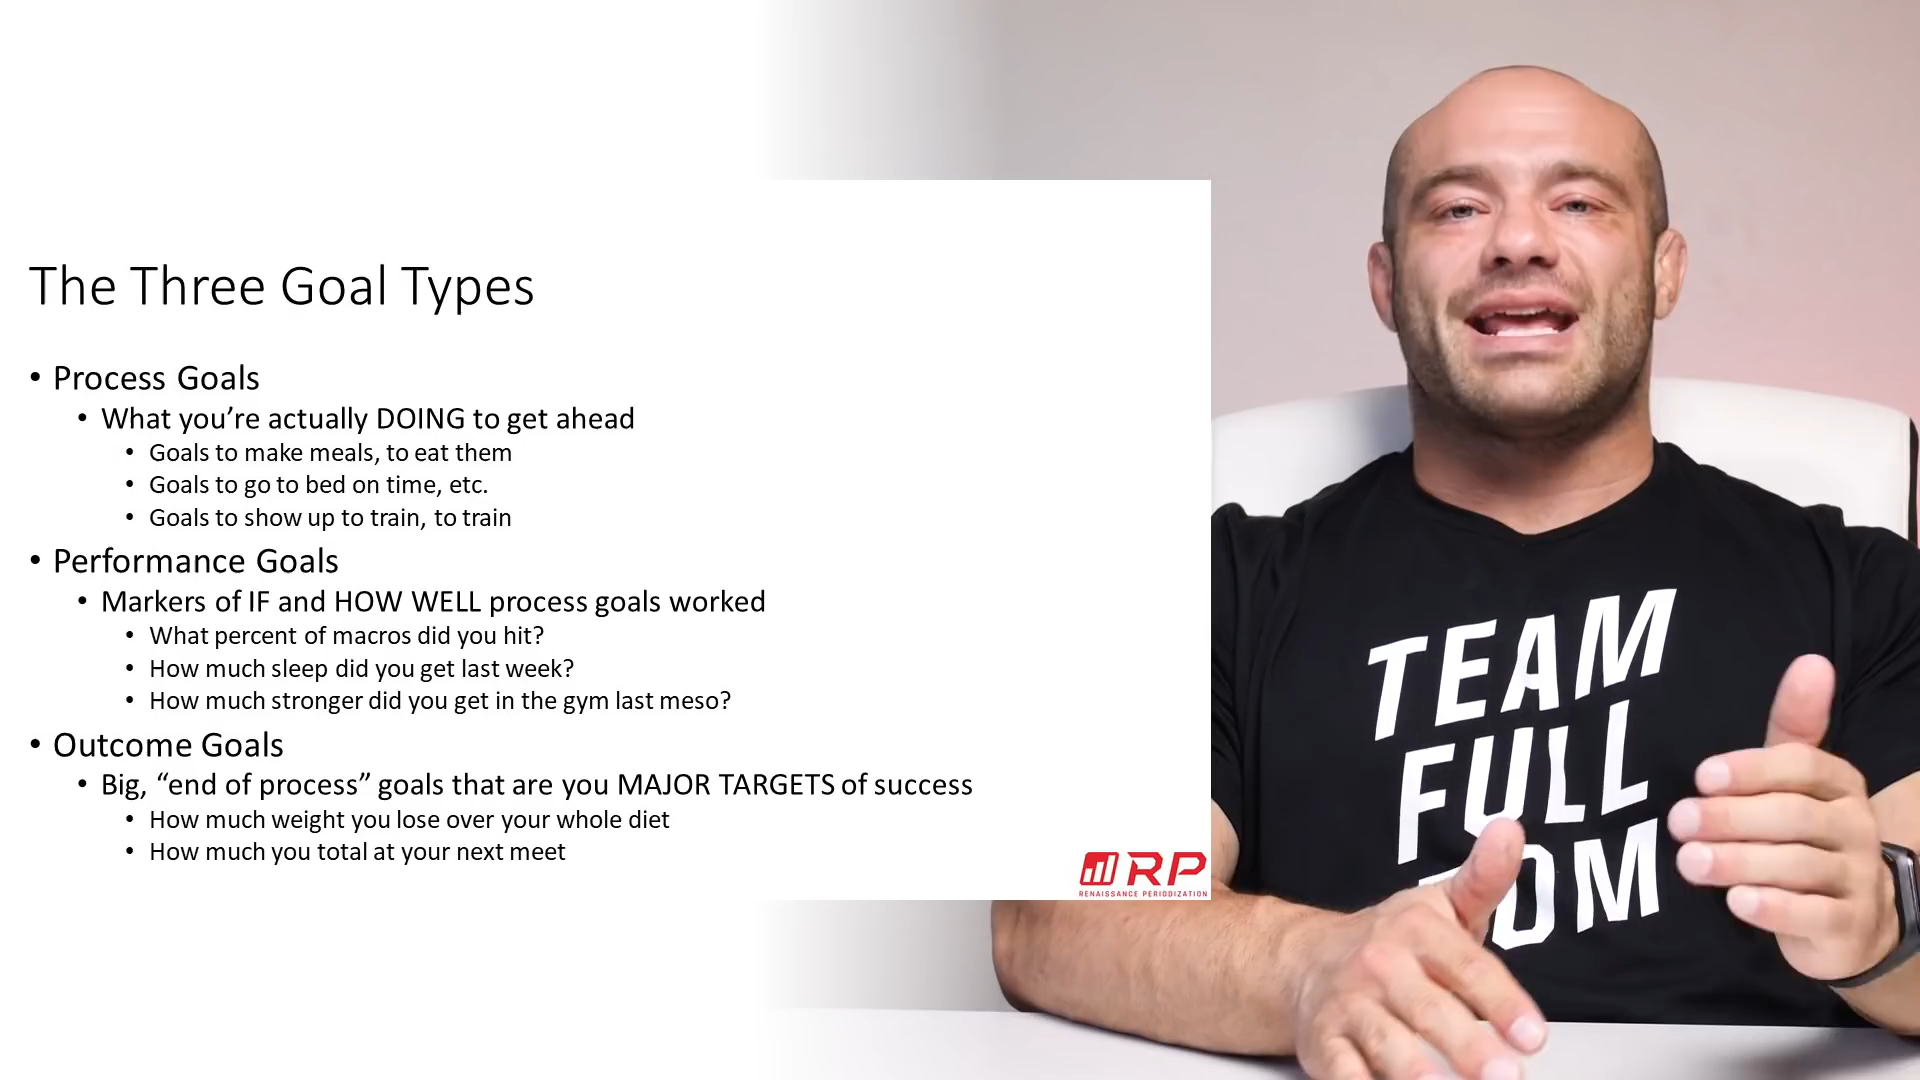 The Three Goal Types
• Process Goals
• What you’re actually DOING to get ahead
• Goals to make meals, to eat them
• Goals to go to bed on time, etc.
• Goals to show up to train, to train
• Performance Goals
• Markers of IF and HOW WELL process goals worked
• What percent of macros did you hit?
• How much sleep did you get last week?
• How much stronger did you get in the gym last meso?
• Outcome Goals
• Big, “end of process” goals that are you MAJOR TARGETS of success
• How much weight you lose over your whole diet
• How much you total at your next meet
RP
RENAISSANCE PERIODIZATION
TEAM
FULL